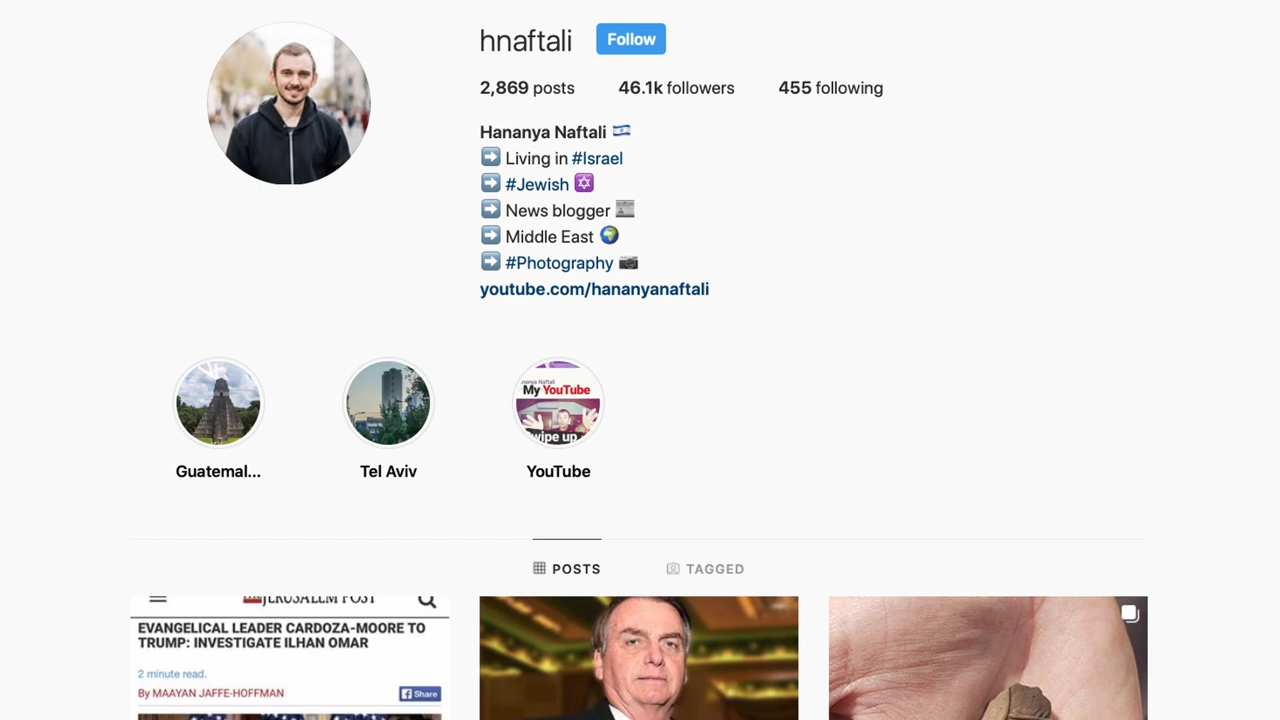 hnaftali Follow
2,869 posts 46.1k followers 455 following
Hananya Naftali
Living in #Israel
#Jewish
News blogger
Middle East
#Photography
youtube.com/hananyanaftali
My YouTube
Guatemal... Tel Aviv YouTube
POSTS TAGGED
JERUSALEM POST
EVANGELICAL LEADER CARDOZA-MOORE TO
TRUMP: INVESTIGATE ILHAN OMAR
2 minute read.
By MAAYAN JAFFE-HOFFMAN Share